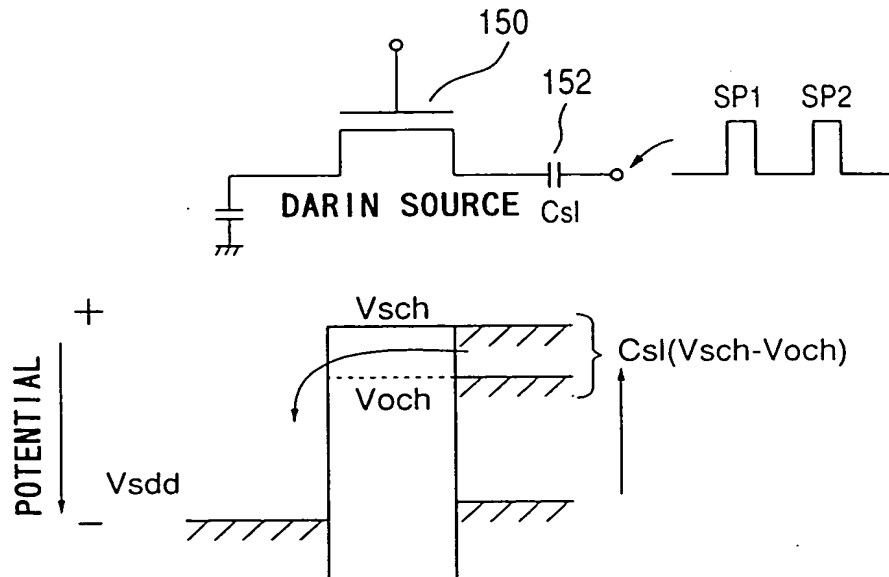 150
152
SP1 SP2
DARIN SOURCE
Csl
+
Vsch
Csl(Vsch-Voch)
Voch
POTENTIAL
Vsdd
−